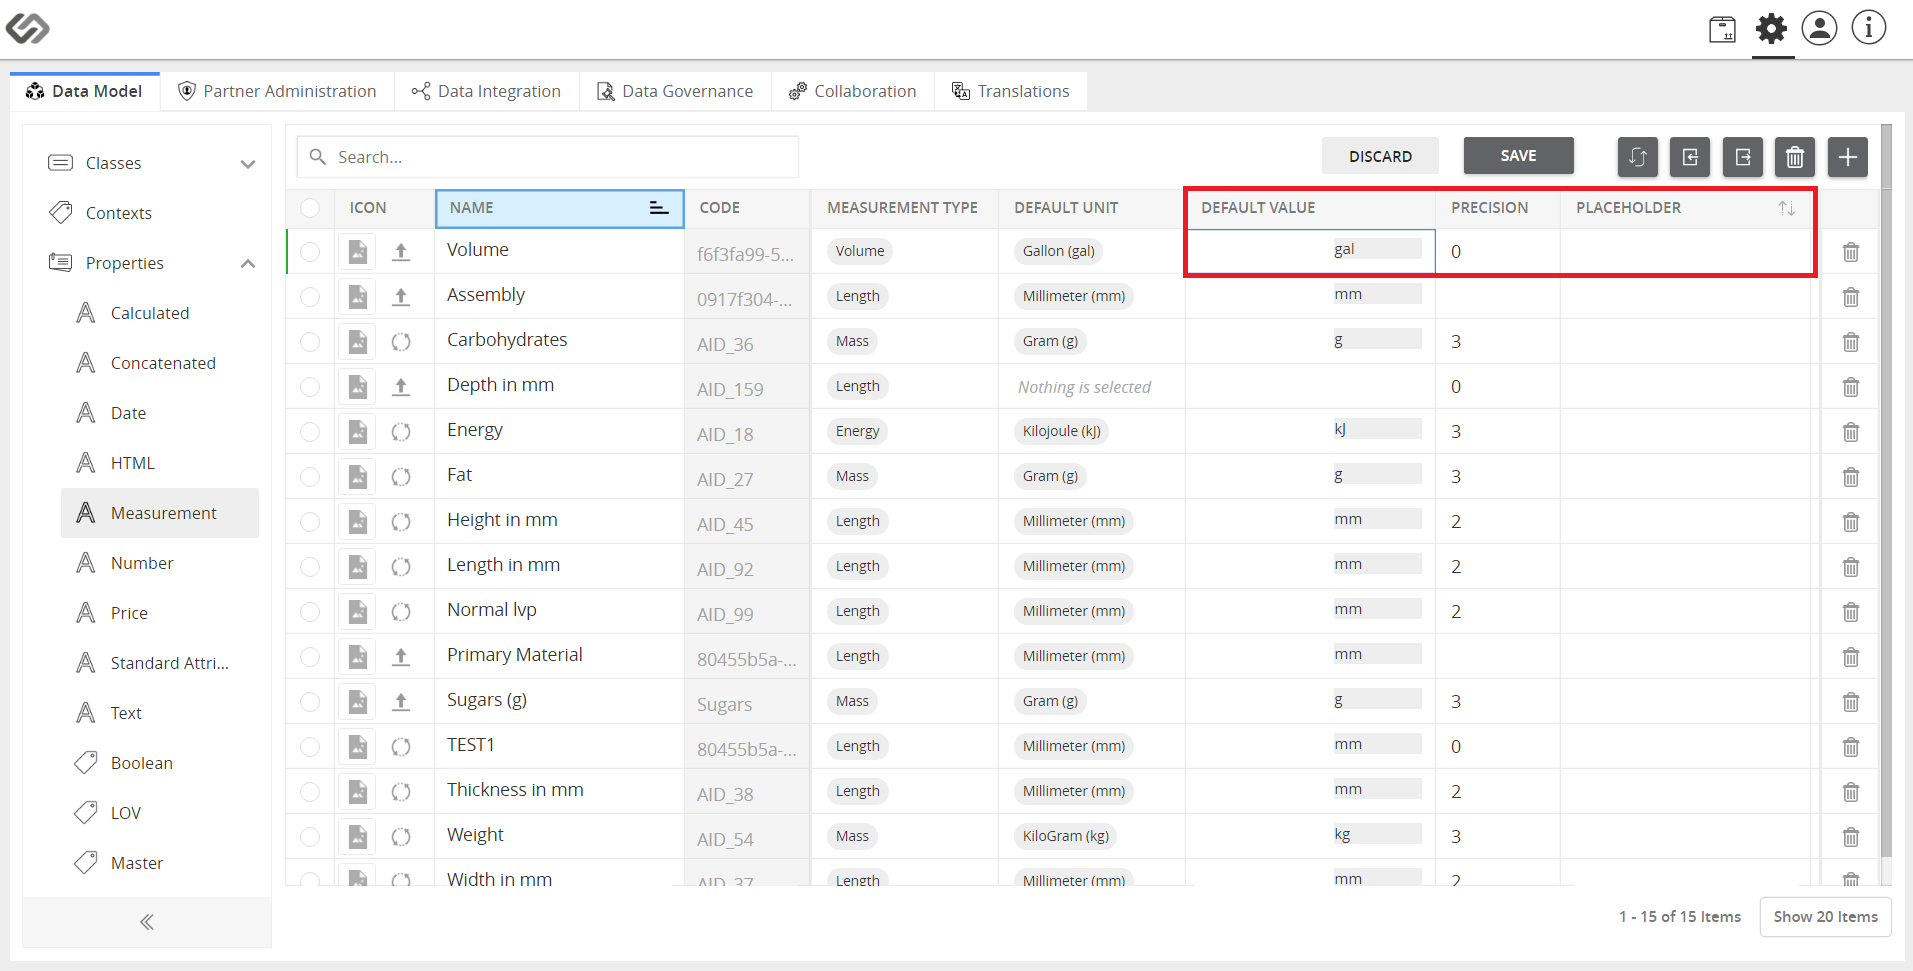 Data Model Partner Administration Data Integration Data Governance Collaboration Translations
Classes
Contexts
Properties
Calculated
Concatenated
Date
HTML
Measurement
Number
Price
Standard Attri...
Text
Boolean
LOV
Master
Search... DISCARD SAVE
ICON NAME CODE MEASUREMENT TYPE DEFAULT UNIT DEFAULT VALUE PRECISION PLACEHOLDER
Volume f6f3fa99-5... Volume Gallon (gal) gal 0
Assembly 0917f304-... Length Millimeter (mm) mm
Carbohydrates AID_36 Mass Gram (g) g 3
Depth in mm AID_159 Length Nothing is selected 0
Energy AID_18 Energy Kilojoule (kJ) kJ 3
Fat AID_27 Mass Gram (g) g 3
Height in mm AID_45 Length Millimeter (mm) mm 2
Length in mm AID_92 Length Millimeter (mm) mm 2
Normal lvp AID_99 Length Millimeter (mm) mm 2
Primary Material 80455b5a-... Length Millimeter (mm) mm
Sugars (g) Sugars Mass Gram (g) g 3
TEST1 80455b5a-... Length Millimeter (mm) mm 0
Thickness in mm AID_38 Length Millimeter (mm) mm 2
Weight AID_54 Mass KiloGram (kg) kg 3
Width in mm AID_37 Length Millimeter (mm) mm 2
1 - 15 of 15 Items Show 20 Items